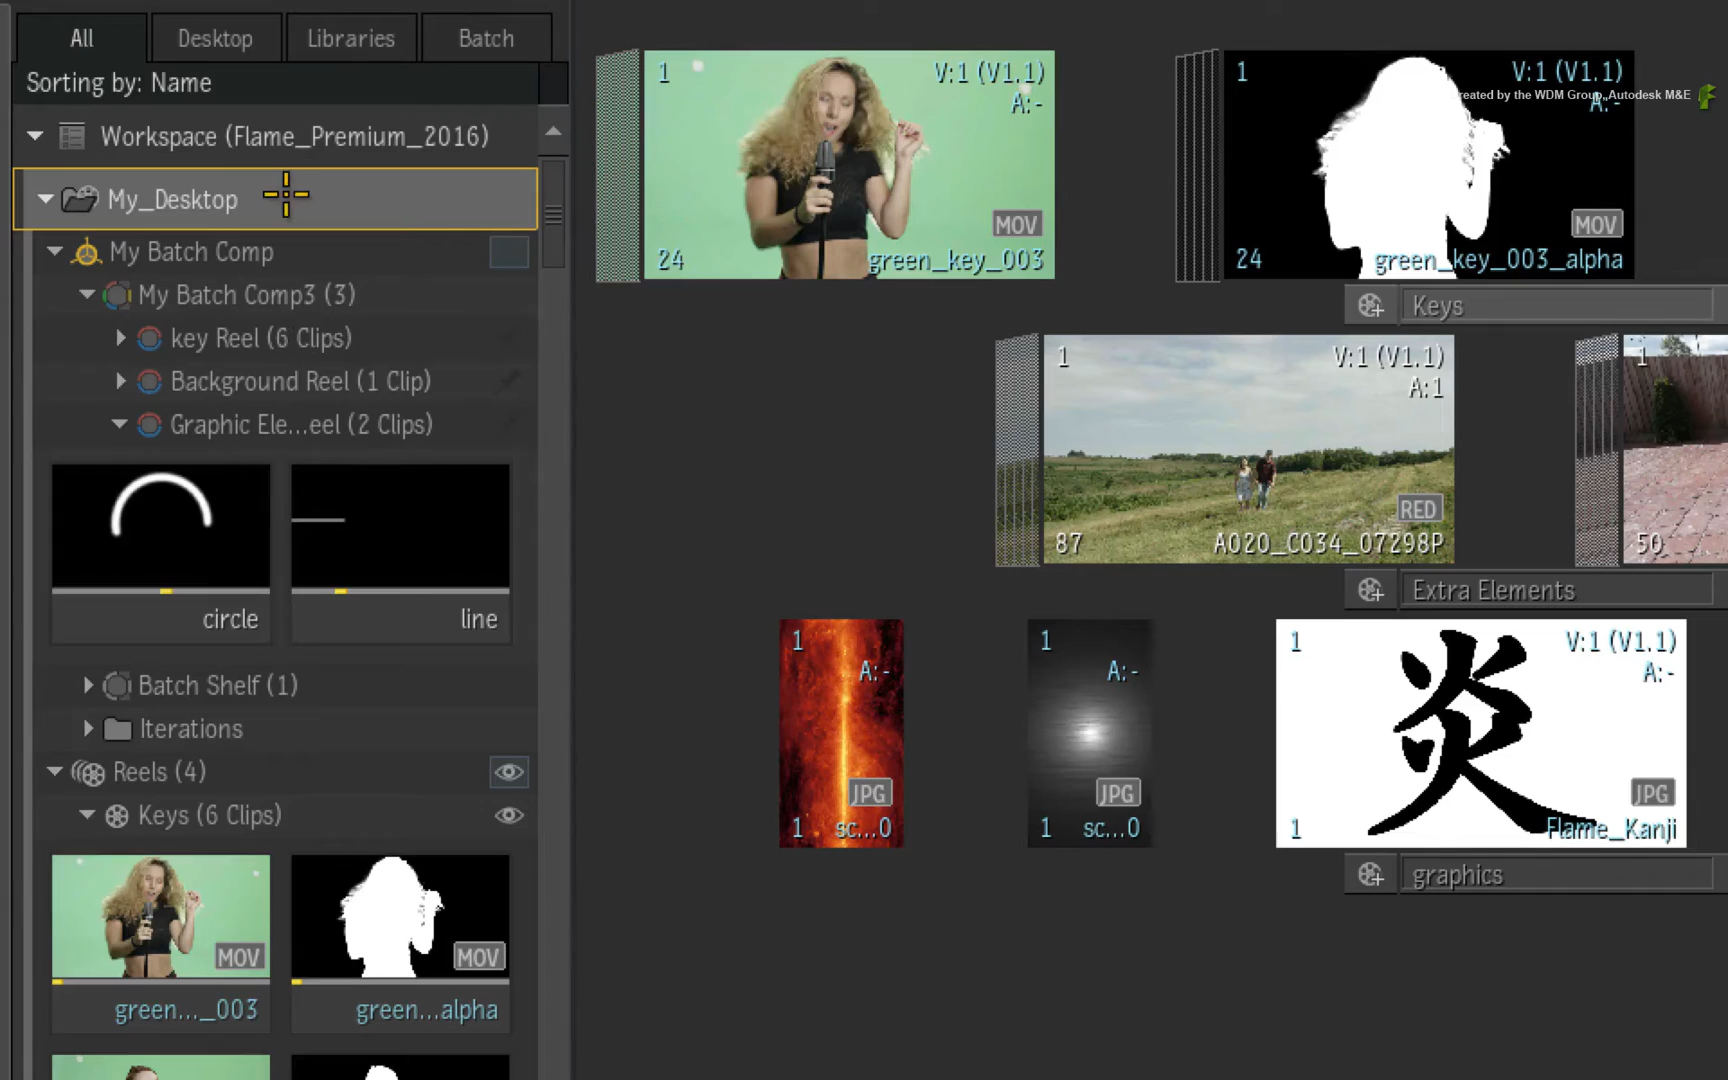 All
Desktop
Libraries
Batch
Sorting by: Name
Workspace (Flame_Premium_2016)
My_Desktop
My Batch Comp
My Batch Comp3 (3)
key Reel (6 Clips)
Background Reel (1 Clip)
Graphic Ele...eel (2 Clips)
circle
line
Batch Shelf (1)
Iterations
Reels (4)
Keys (6 Clips)
MOV
green..._003
MOV
green...alpha
1
V:1 (V1.1)
A:-
MOV
24
green_key_003
1
V:1 (V1.1)
A:-
reated by the WDM Group, Autodesk M&E
MOV
24
green_key_003_alpha
Keys
1
V:1 (V1.1)
A:1
RED
87
A020_C034_07298P
1
50
Extra Elements
1
A:-
JPG
1
sc...0
1
A:-
JPG
1
sc...0
1
V:1 (V1.1)
A:-
炎
JPG
1
Flame_Kanji
graphics